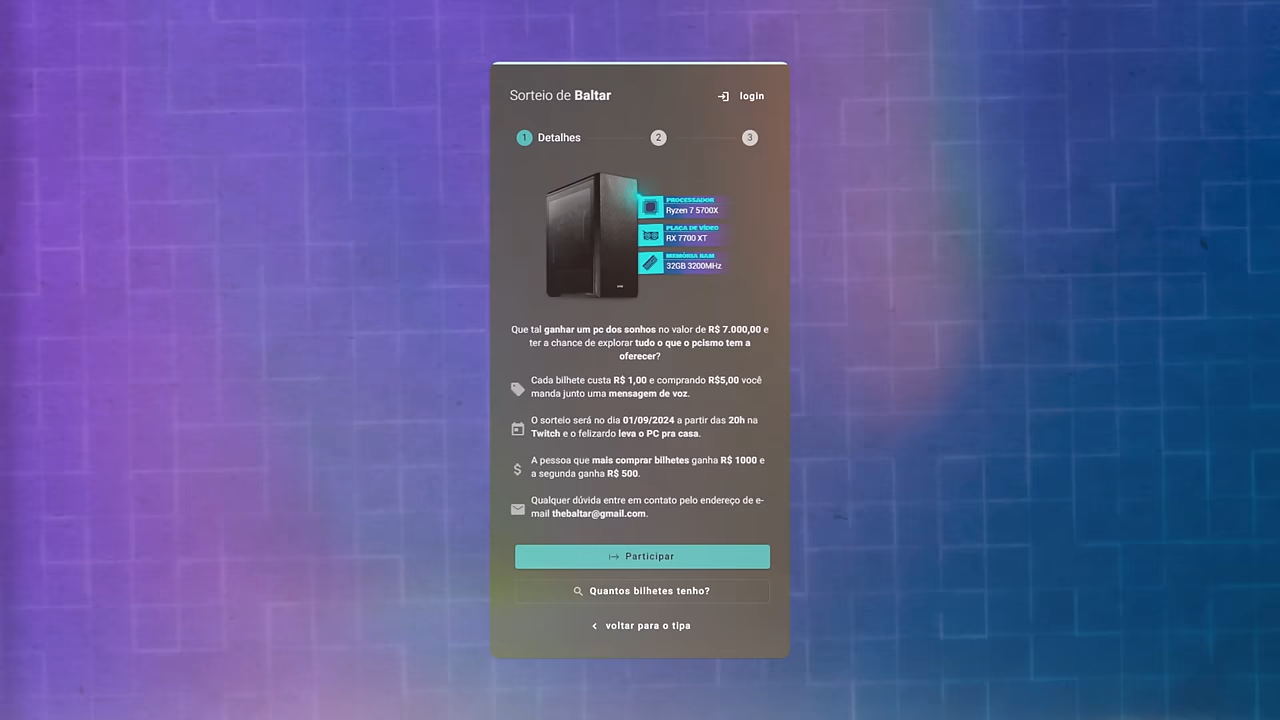 Sorteio de Baltar
login
1 Detalhes
2
3
PROCESSADOR
Ryzen 7 5700X
PLACA DE VÍDEO
RX 7700 XT
MEMÓRIA RAM
32GB 3200MHz
Que tal ganhar um pc dos sonhos no valor de R$ 7.000,00 e
ter a chance de explorar tudo o que o pcismo tem a
oferecer?
Cada bilhete custa R$ 1,00 e comprando R$5,00 você
manda junto uma mensagem de voz.
O sorteio será no dia 01/09/2024 a partir das 20h na
Twitch e o felizardo leva o PC pra casa.
A pessoa que mais comprar bilhetes ganha R$ 1000 e
a segunda ganha R$ 500.
Qualquer dúvida entre em contato pelo endereço de e-
mail thebaltar@gmail.com.
Participar
Quantos bilhetes tenho?
voltar para o tipa